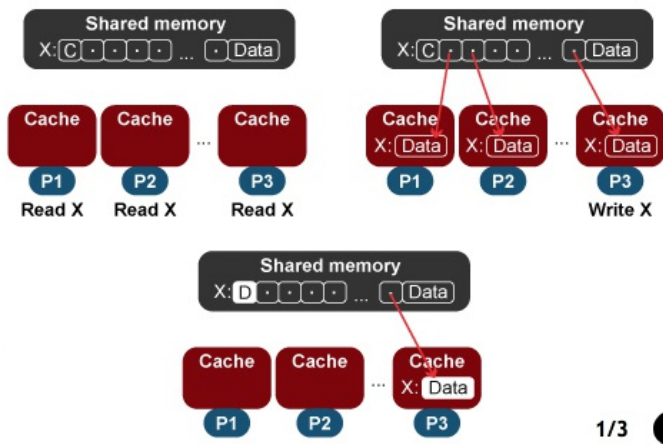 Shared memory
X: C · · · · ... · Data
Cache Cache ... Cache
P1 P2 P3
Read X Read X Read X
Shared memory
X: C · · · · ... · Data
Cache Cache ... Cache
X: Data X: Data X: Data
P1 P2 P3
Write X
Shared memory
X: D · · · · ... · Data
Cache Cache ... Cache
X: Data
P1 P2 P3
1/3